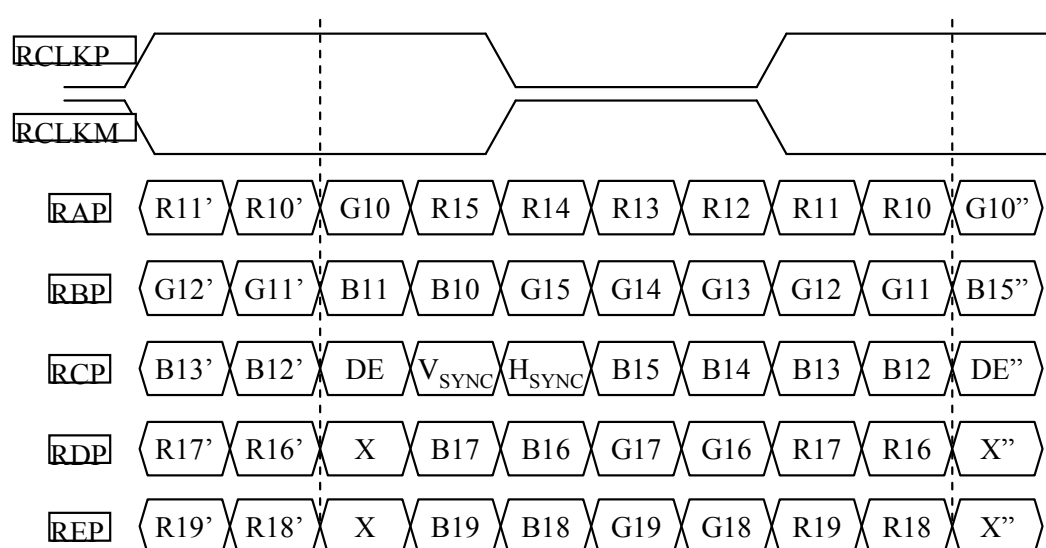 RCLKP
RCLKM
RAP R11’ R10’ G10 R15 R14 R13 R12 R11 R10 G10”
RBP G12’ G11’ B11 B10 G15 G14 G13 G12 G11 B15”
RCP B13’ B12’ DE VSYNC HSYNC B15 B14 B13 B12 DE”
RDP R17’ R16’ X B17 B16 G17 G16 R17 R16 X”
REP R19’ R18’ X B19 B18 G19 G18 R19 R18 X”